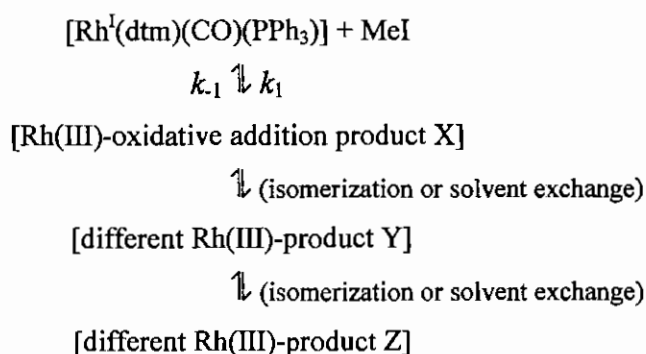 [Rh^I(dtm)(CO)(PPh₃)] + MeI
k₋₁ ⇌ k₁
[Rh(III)-oxidative addition product X]
⇌ (isomerization or solvent exchange)
[different Rh(III)-product Y]
⇌ (isomerization or solvent exchange)
[different Rh(III)-product Z]